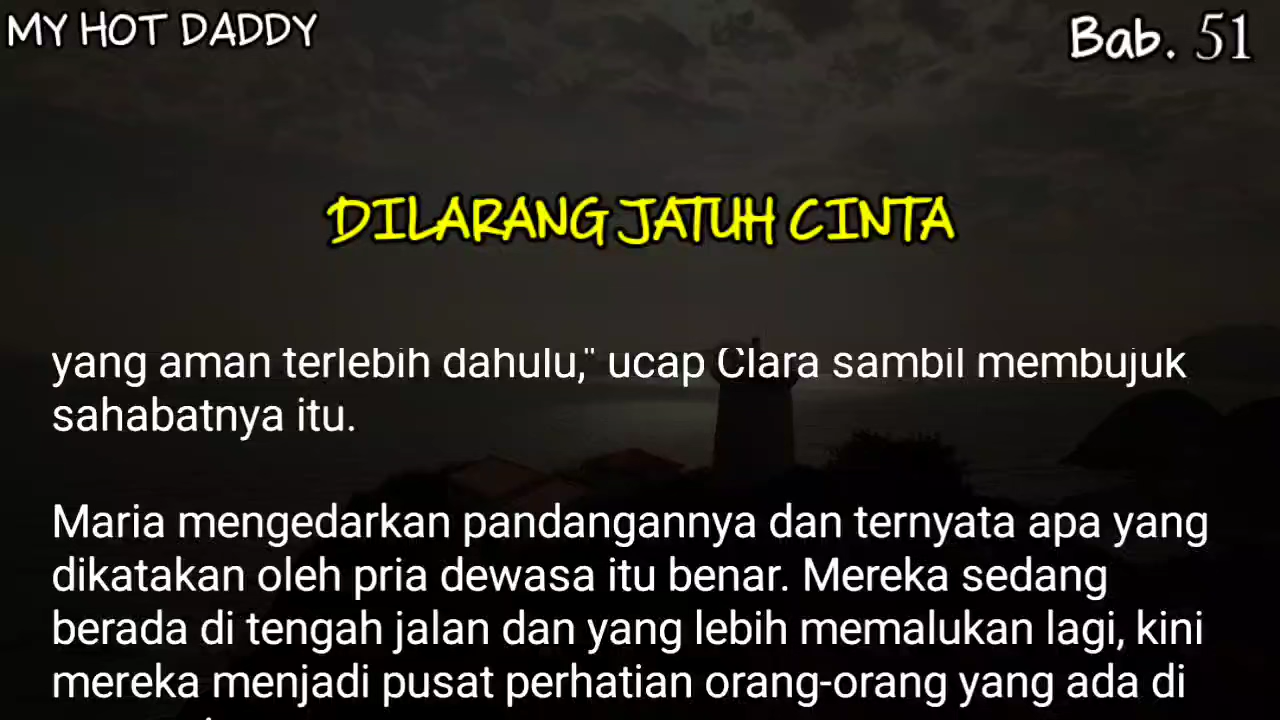 MY HOT DADDY
Bab. 51
DILARANG JATUH CINTA
yang aman terlebih dahulu," ucap Clara sambil membujuk
sahabatnya itu.
Maria mengedarkan pandangannya dan ternyata apa yang
dikatakan oleh pria dewasa itu benar. Mereka sedang
berada di tengah jalan dan yang lebih memalukan lagi, kini
mereka menjadi pusat perhatian orang-orang yang ada di